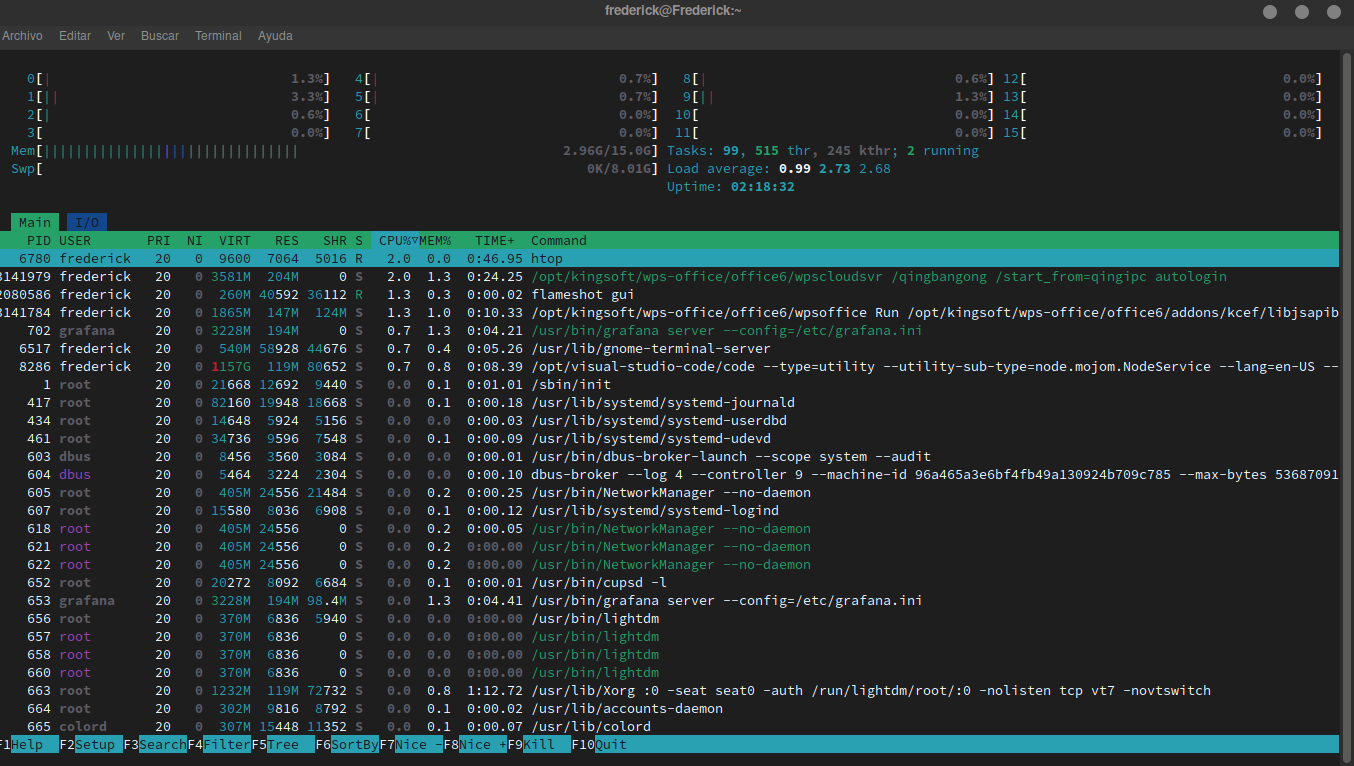 frederick@Frederick:~
Archivo Editar Ver Buscar Terminal Ayuda
0[| 1.3%] 4[| 0.7%] 8[| 0.6%] 12[ 0.0%]
1[|| 3.3%] 5[| 0.7%] 9[|| 1.3%] 13[ 0.0%]
2[| 0.6%] 6[ 0.0%] 10[ 0.0%] 14[ 0.0%]
3[ 0.0%] 7[ 0.0%] 11[ 0.0%] 15[ 0.0%]
Mem[|||||||||||||||||||||||||||||||| 2.96G/15.0G] Tasks: 99, 515 thr, 245 kthr; 2 running
Swp[ 0K/8.01G] Load average: 0.99 2.73 2.68
Uptime: 02:18:32
Main I/O
PID USER PRI NI VIRT RES SHR S CPU%▽MEM% TIME+ Command
6780 frederick 20 0 9600 7064 5016 R 2.0 0.0 0:46.95 htop
3141979 frederick 20 0 3581M 204M 0 S 2.0 1.3 0:24.25 /opt/kingsoft/wps-office/office6/wpscloudsvr /qingbangong /start_from=qingipc autologin
2080586 frederick 20 0 260M 40592 36112 R 1.3 0.3 0:00.02 flameshot gui
3141784 frederick 20 0 1865M 147M 124M S 1.3 1.0 0:10.33 /opt/kingsoft/wps-office/office6/wpsoffice Run /opt/kingsoft/wps-office/office6/addons/kcef/libjsapib
702 grafana 20 0 3228M 194M 0 S 0.7 1.3 0:04.21 /usr/bin/grafana server --config=/etc/grafana.ini
6517 frederick 20 0 540M 58928 44676 S 0.7 0.4 0:05.26 /usr/lib/gnome-terminal-server
8286 frederick 20 0 1157G 119M 80652 S 0.7 0.8 0:08.39 /opt/visual-studio-code/code --type=utility --utility-sub-type=node.mojom.NodeService --lang=en-US --
1 root 20 0 21668 12692 9440 S 0.0 0.1 0:01.01 /sbin/init
417 root 20 0 82160 19948 18668 S 0.0 0.1 0:00.18 /usr/lib/systemd/systemd-journald
434 root 20 0 14648 5924 5156 S 0.0 0.0 0:00.03 /usr/lib/systemd/systemd-userdbd
461 root 20 0 34736 9596 7548 S 0.0 0.1 0:00.09 /usr/lib/systemd/systemd-udevd
603 dbus 20 0 8456 3560 3084 S 0.0 0.0 0:00.01 /usr/bin/dbus-broker-launch --scope system --audit
604 dbus 20 0 5464 3224 2304 S 0.0 0.0 0:00.10 dbus-broker --log 4 --controller 9 --machine-id 96a465a3e6bf4fb49a130924b709c785 --max-bytes 53687091
605 root 20 0 405M 24556 21484 S 0.0 0.2 0:00.25 /usr/bin/NetworkManager --no-daemon
607 root 20 0 15580 8036 6908 S 0.0 0.1 0:00.12 /usr/lib/systemd/systemd-logind
618 root 20 0 405M 24556 0 S 0.0 0.2 0:00.05 /usr/bin/NetworkManager --no-daemon
621 root 20 0 405M 24556 0 S 0.0 0.2 0:00.00 /usr/bin/NetworkManager --no-daemon
622 root 20 0 405M 24556 0 S 0.0 0.2 0:00.00 /usr/bin/NetworkManager --no-daemon
652 root 20 0 20272 8092 6684 S 0.0 0.1 0:00.01 /usr/bin/cupsd -l
653 grafana 20 0 3228M 194M 98.4M S 0.0 1.3 0:04.41 /usr/bin/grafana server --config=/etc/grafana.ini
656 root 20 0 370M 6836 5940 S 0.0 0.0 0:00.00 /usr/bin/lightdm
657 root 20 0 370M 6836 0 S 0.0 0.0 0:00.00 /usr/bin/lightdm
658 root 20 0 370M 6836 0 S 0.0 0.0 0:00.00 /usr/bin/lightdm
660 root 20 0 370M 6836 0 S 0.0 0.0 0:00.00 /usr/bin/lightdm
663 root 20 0 1232M 119M 72732 S 0.0 0.8 1:12.72 /usr/lib/Xorg :0 -seat seat0 -auth /run/lightdm/root/:0 -nolisten tcp vt7 -novtswitch
664 root 20 0 302M 9816 8792 S 0.0 0.1 0:00.02 /usr/lib/accounts-daemon
665 colord 20 0 307M 15448 11352 S 0.0 0.1 0:00.07 /usr/lib/colord
F1Help F2Setup F3SearchF4FilterF5Tree F6SortByF7Nice -F8Nice +F9Kill F10Quit